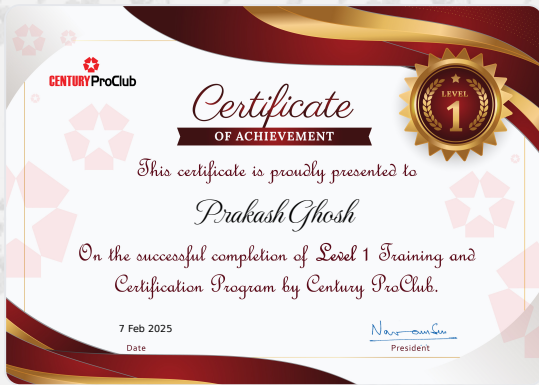 CENTURY ProClub
LEVEL
1
Certificate
OF ACHIEVEMENT
This certificate is proudly presented to
Prakash Ghosh
On the successful completion of Level 1 Training and
Certification Program by Century ProClub.
7 Feb 2025
Date
President